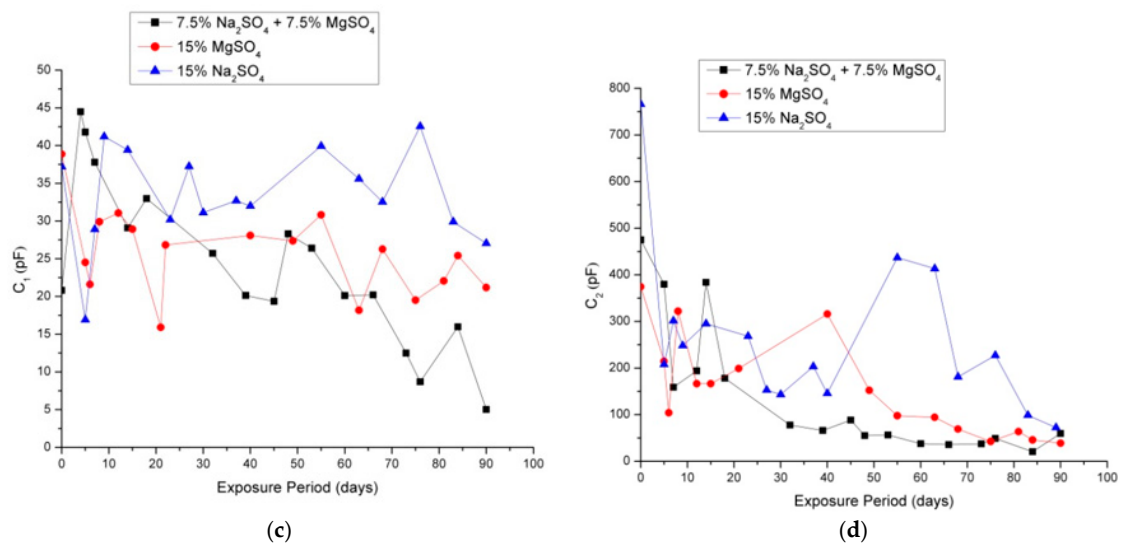 7.5% Na₂SO₄ + 7.5% MgSO₄
15% MgSO₄
15% Na₂SO₄
50
45
40
35
30
25
20
15
10
5
0
C₁ (pF)
0 10 20 30 40 50 60 70 80 90 100
Exposure Period (days)
(c)
7.5% Na₂SO₄ + 7.5% MgSO₄
15% MgSO₄
15% Na₂SO₄
800
700
600
500
400
300
200
100
0
C₂ (pF)
0 10 20 30 40 50 60 70 80 90 100
Exposure Period (days)
(d)